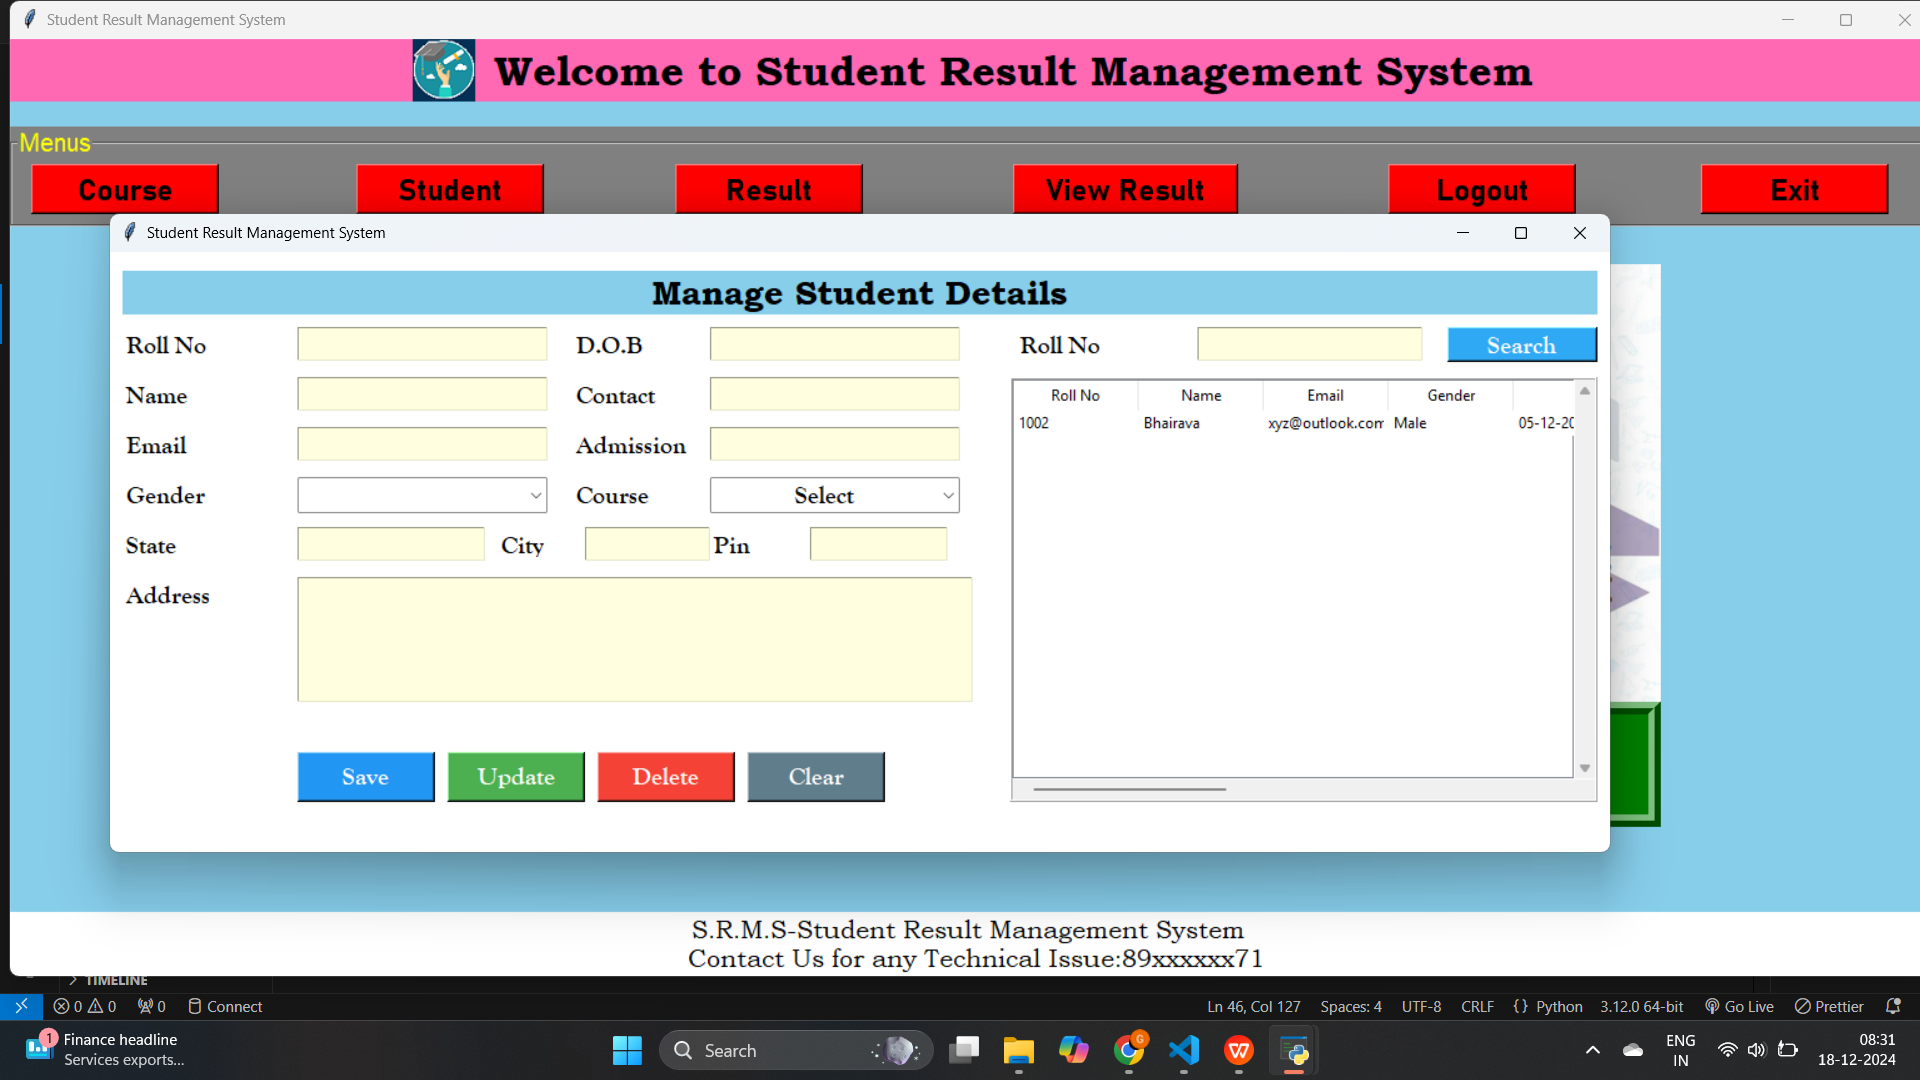 Student Result Management System
Welcome to Student Result Management System
Menus
Course Student Result View Result Logout Exit
Student Result Management System
Manage Student Details
Roll No D.O.B Roll No Search
Name Contact
Roll No Name Email Gender
Email Admission
1002 Bhairava xyz@outlook.com Male 05-12-20
Gender Course Select
State City Pin
Address
Save Update Delete Clear
S.R.M.S-Student Result Management System
Contact Us for any Technical Issue:89xxxxxx71
TIMELINE
0 0 0 Connect Ln 46, Col 127 Spaces: 4 UTF-8 CRLF {} Python 3.12.0 64-bit Go Live Prettier
1 Finance headline
Services exports...
Search
G
W
ENG
IN
08:31
18-12-2024